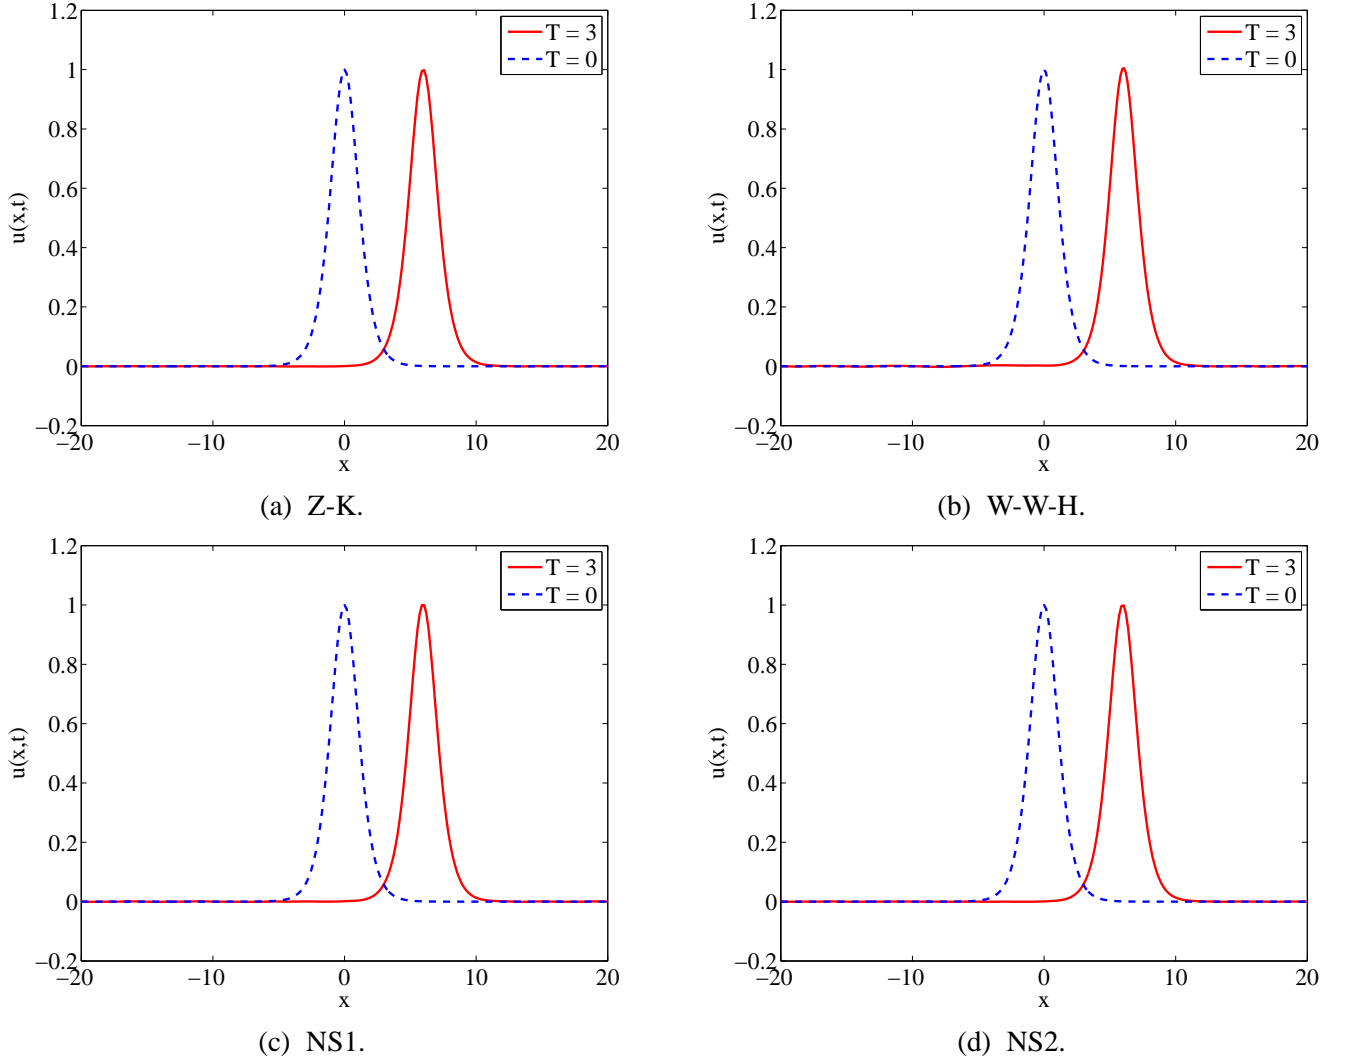 1.2
1
0.8
0.6
0.4
0.2
0
−0.2
u(x,t)
−20
−10
0
10
20
x
T = 3
T = 0
(a) Z-K.
1.2
1
0.8
0.6
0.4
0.2
0
−0.2
u(x,t)
−20
−10
0
10
20
x
T = 3
T = 0
(b) W-W-H.
1.2
1
0.8
0.6
0.4
0.2
0
−0.2
u(x,t)
−20
−10
0
10
20
x
T = 3
T = 0
(c) NS1.
1.2
1
0.8
0.6
0.4
0.2
0
−0.2
u(x,t)
−20
−10
0
10
20
x
T = 3
T = 0
(d) NS2.